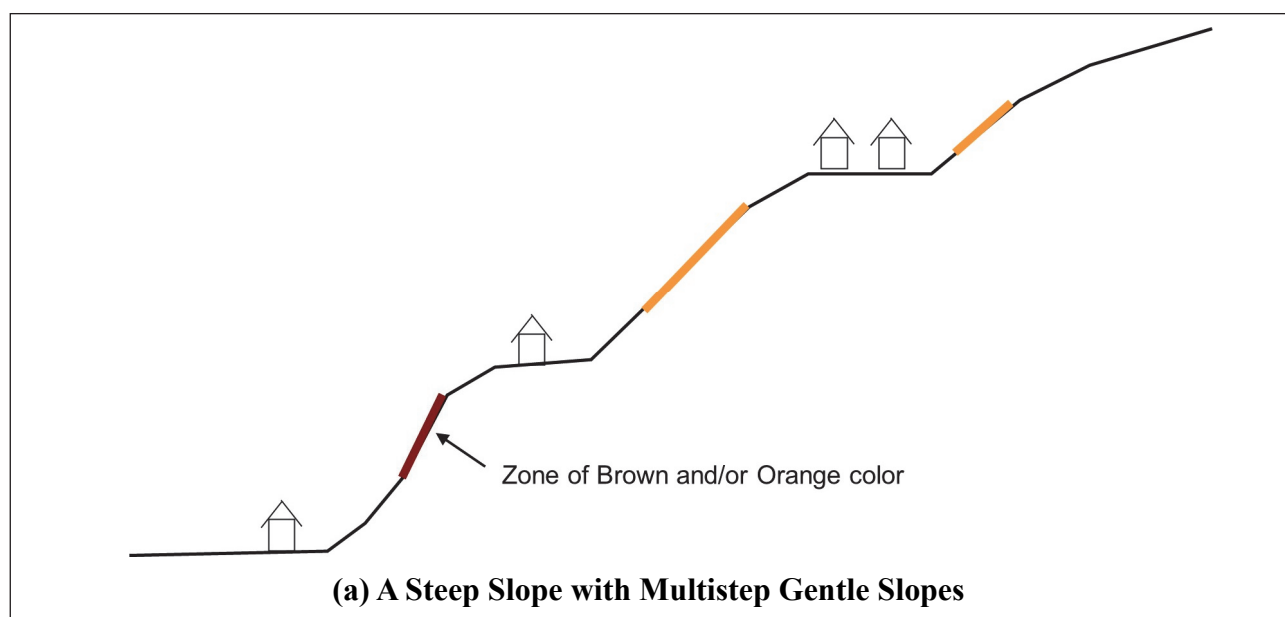 Zone of Brown and/or Orange color
(a) A Steep Slope with Multistep Gentle Slopes